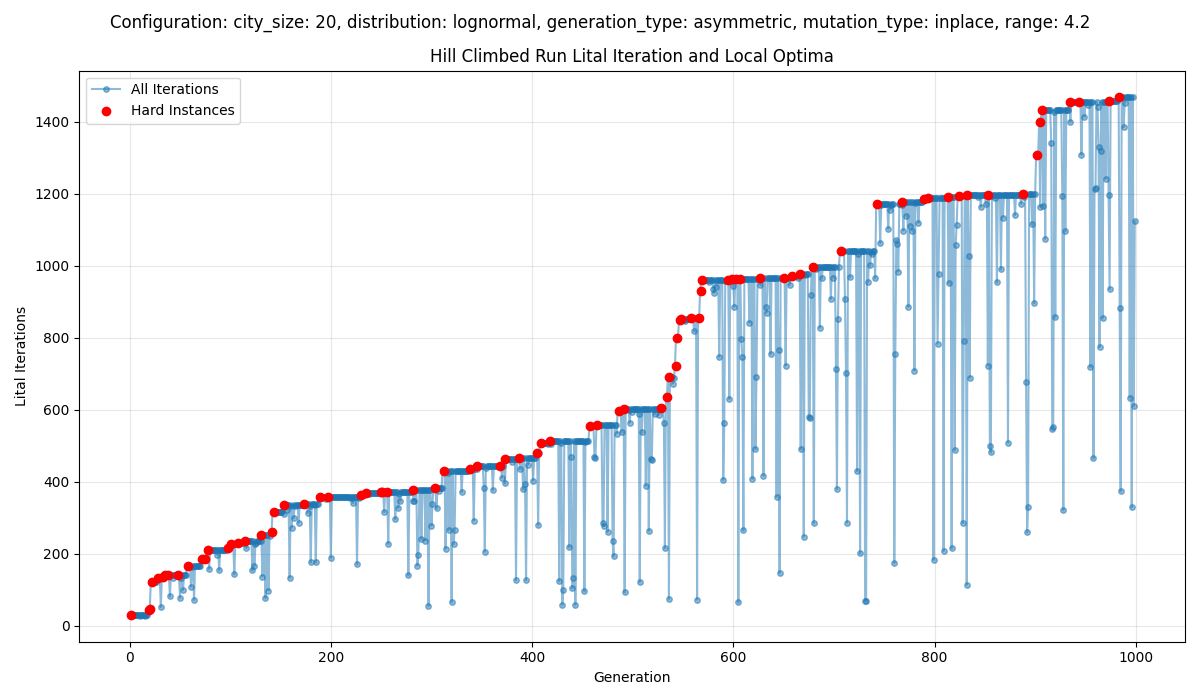 Configuration: city_size: 20, distribution: lognormal, generation_type: asymmetric, mutation_type: inplace, range: 4.2
Hill Climbed Run Lital Iteration and Local Optima
All Iterations
Hard Instances
Lital Iterations
1400
1200
1000
800
600
400
200
0
0 200 400 600 800 1000
Generation